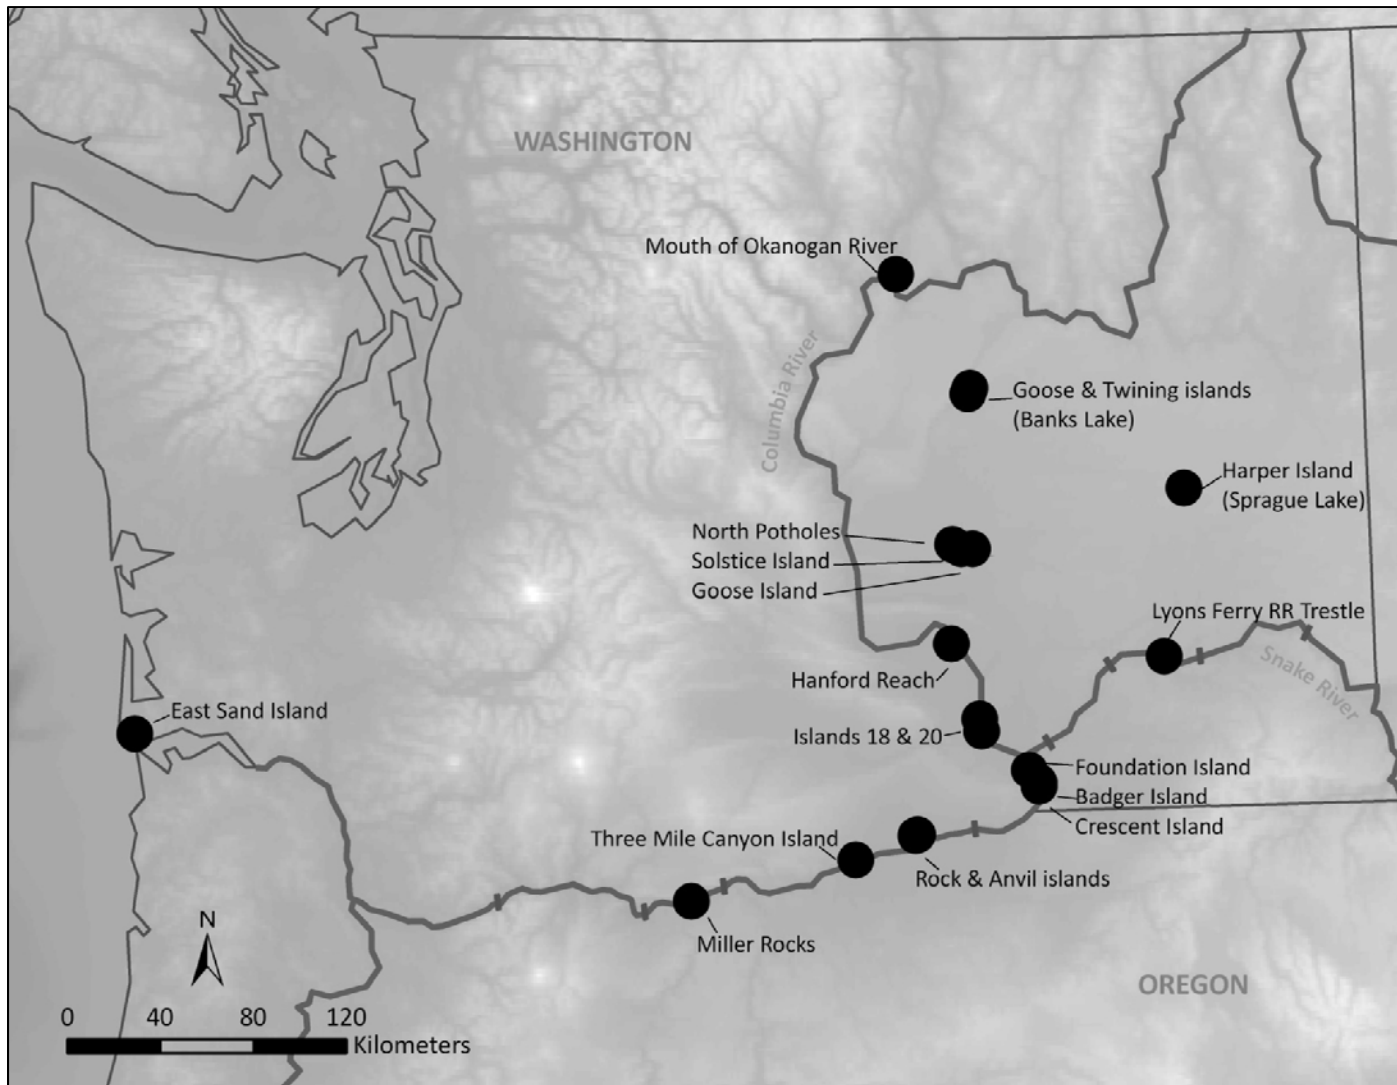 WASHINGTON
Mouth of Okanogan River
Columbia River
Goose & Twining islands
(Banks Lake)
Harper Island
(Sprague Lake)
North Potholes
Solstice Island
Goose Island
Lyons Ferry RR Trestle
Snake River
Hanford Reach
East Sand Island
Islands 18 & 20
Foundation Island
Badger Island
Crescent Island
Three Mile Canyon Island
Rock & Anvil islands
Miller Rocks
N
OREGON
0 40 80 120
Kilometers